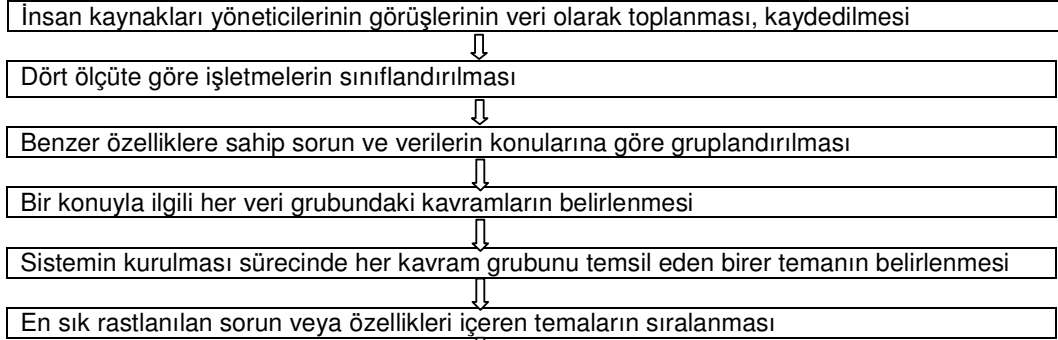 İnsan kaynakları yöneticilerinin görüşlerinin veri olarak toplanması, kaydedilmesi
Dört ölçüte göre işletmelerin sınıflandırılması
Benzer özelliklere sahip sorun ve verilerin konularına göre gruplandırılması
Bir konuyla ilgili her veri grubundaki kavramların belirlenmesi
Sistemin kurulması sürecinde her kavram grubunu temsil eden birer temanın belirlenmesi
En sık rastlanılan sorun veya özellikleri içeren temaların sıralanması